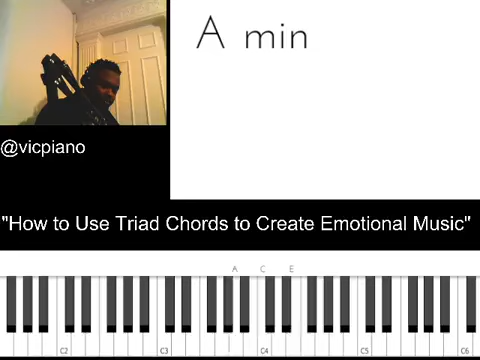 A min
@vicpiano
"How to Use Triad Chords to Create Emotional Music"
A C E
C2 C3 C4 C5 C6